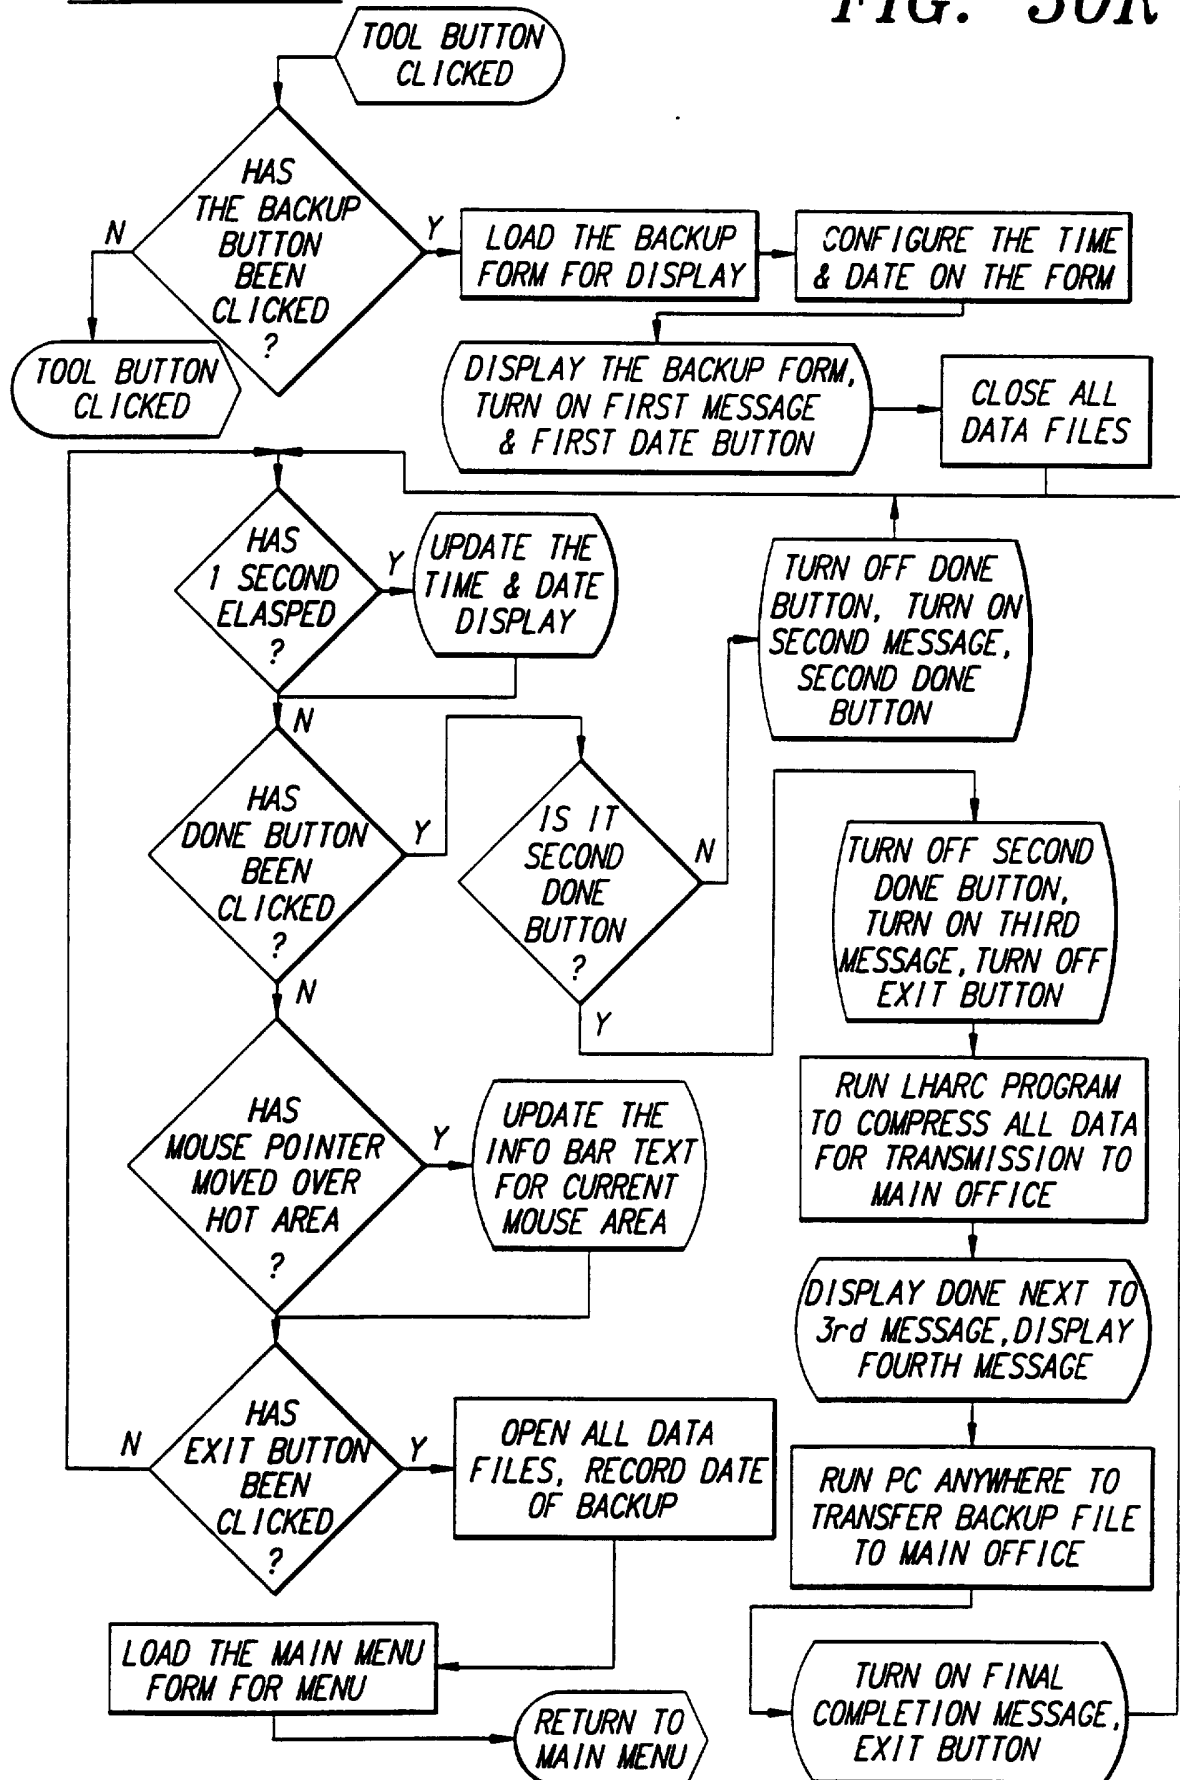 FIG. 30R
TOOL BUTTON
CLICKED
HAS
THE BACKUP
BUTTON
BEEN
CLICKED
?
N
Y
LOAD THE BACKUP
FORM FOR DISPLAY
CONFIGURE THE TIME
& DATE ON THE FORM
TOOL BUTTON
CLICKED
DISPLAY THE BACKUP FORM,
TURN ON FIRST MESSAGE
& FIRST DATE BUTTON
CLOSE ALL
DATA FILES
HAS
1 SECOND
ELASPED
?
Y
UPDATE THE
TIME & DATE
DISPLAY
N
TURN OFF DONE
BUTTON, TURN ON
SECOND MESSAGE,
SECOND DONE
BUTTON
HAS
DONE BUTTON
BEEN
CLICKED
?
Y
N
IS IT
SECOND
DONE
BUTTON
?
N
Y
TURN OFF SECOND
DONE BUTTON,
TURN ON THIRD
MESSAGE, TURN OFF
EXIT BUTTON
HAS
MOUSE POINTER
MOVED OVER
HOT AREA
?
Y
UPDATE THE
INFO BAR TEXT
FOR CURRENT
MOUSE AREA
RUN LHARC PROGRAM
TO COMPRESS ALL DATA
FOR TRANSMISSION TO
MAIN OFFICE
DISPLAY DONE NEXT TO
3rd MESSAGE, DISPLAY
FOURTH MESSAGE
HAS
EXIT BUTTON
BEEN
CLICKED
?
N
Y
OPEN ALL DATA
FILES, RECORD DATE
OF BACKUP
RUN PC ANYWHERE TO
TRANSFER BACKUP FILE
TO MAIN OFFICE
LOAD THE MAIN MENU
FORM FOR MENU
RETURN TO
MAIN MENU
TURN ON FINAL
COMPLETION MESSAGE,
EXIT BUTTON